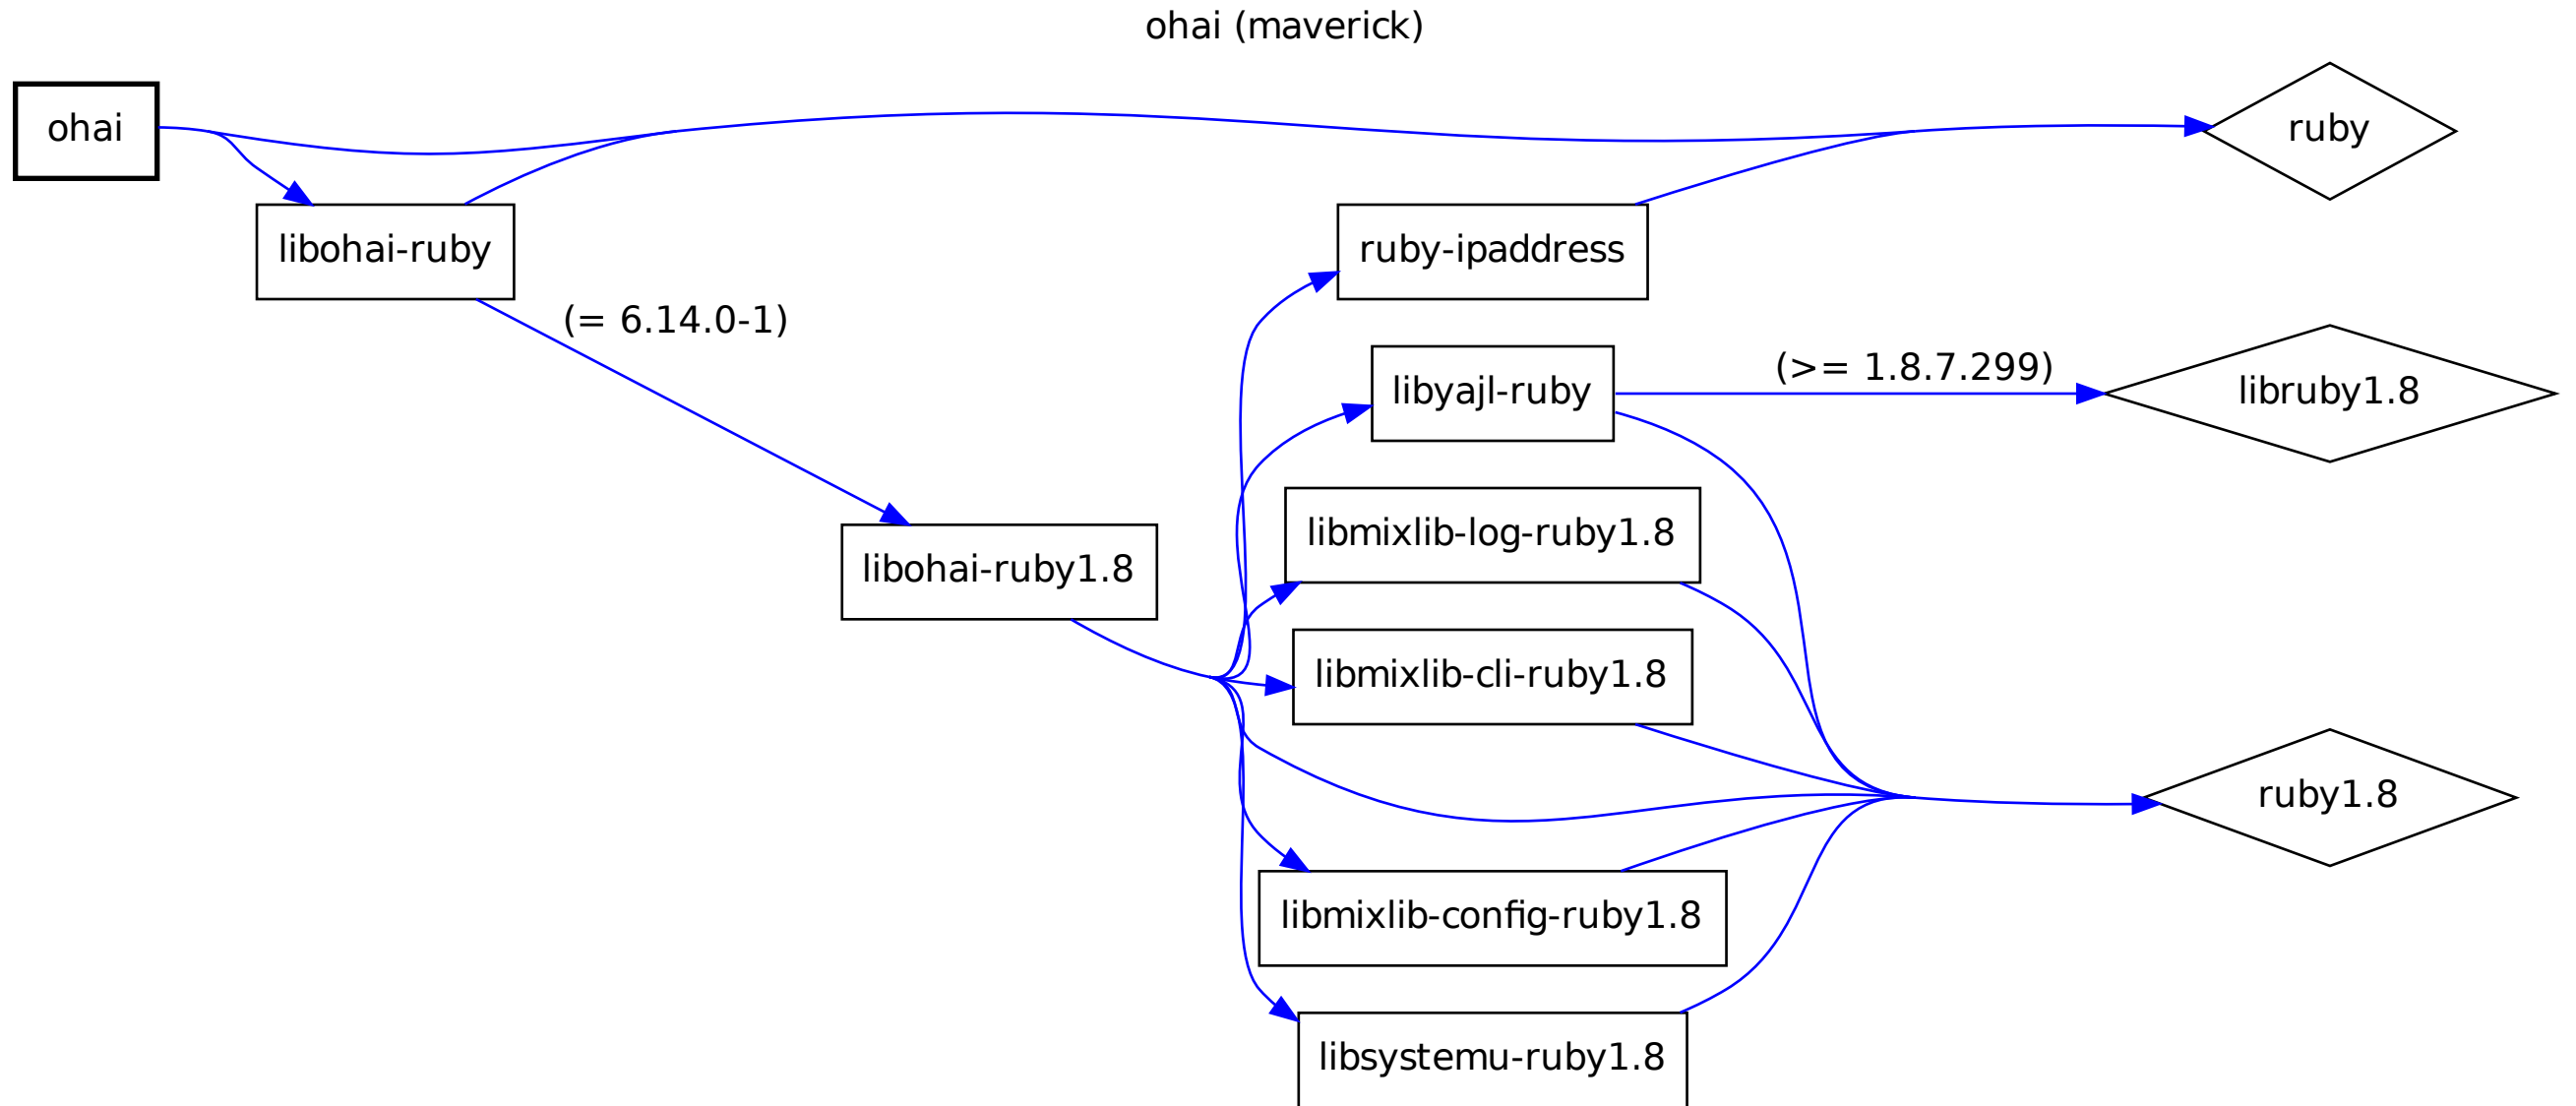 ohai (maverick)
ohai
ruby
libohai-ruby
ruby-ipaddress
(= 6.14.0-1)
(>= 1.8.7.299)
libyajl-ruby
libruby1.8
libmixlib-log-ruby1.8
libohai-ruby1.8
libmixlib-cli-ruby1.8
ruby1.8
libmixlib-config-ruby1.8
libsystemu-ruby1.8